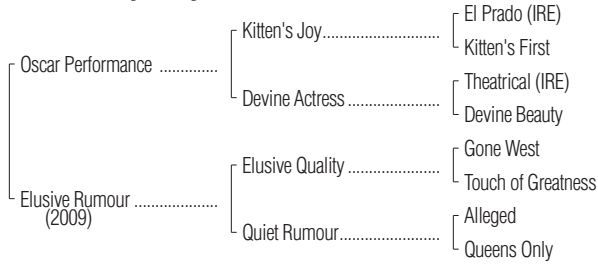 El Prado (IRE)
Kitten's Joy........................
Kitten's First
Oscar Performance ..............
Theatrical (IRE)
Devine Actress ......................
Devine Beauty
Gone West
Elusive Quality ......................
Touch of Greatness
Elusive Rumour ....................
(2009)
Alleged
Quiet Rumour........................
Queens Only